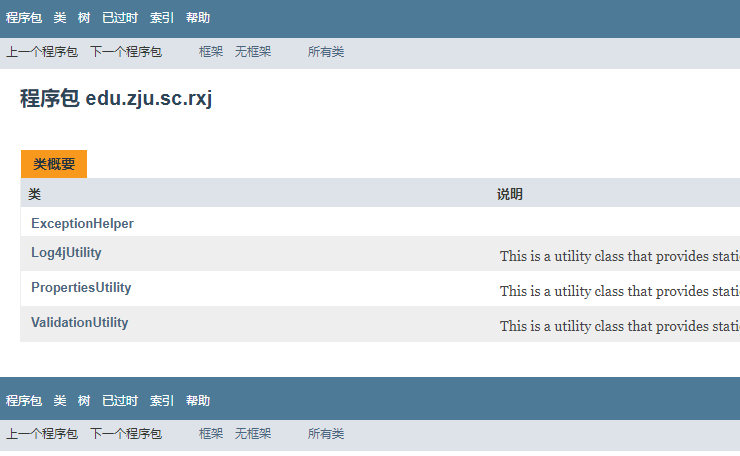 程序包 类 树 已过时 索引 帮助
上一个程序包 下一个程序包 框架 无框架 所有类
程序包 edu.zju.sc.rxj
类概要
类 说明
ExceptionHelper
Log4jUtility This is a utility class that provides stati
PropertiesUtility This is a utility class that provides stati
ValidationUtility This is a utility class that provides stati
程序包 类 树 已过时 索引 帮助
上一个程序包 下一个程序包 框架 无框架 所有类